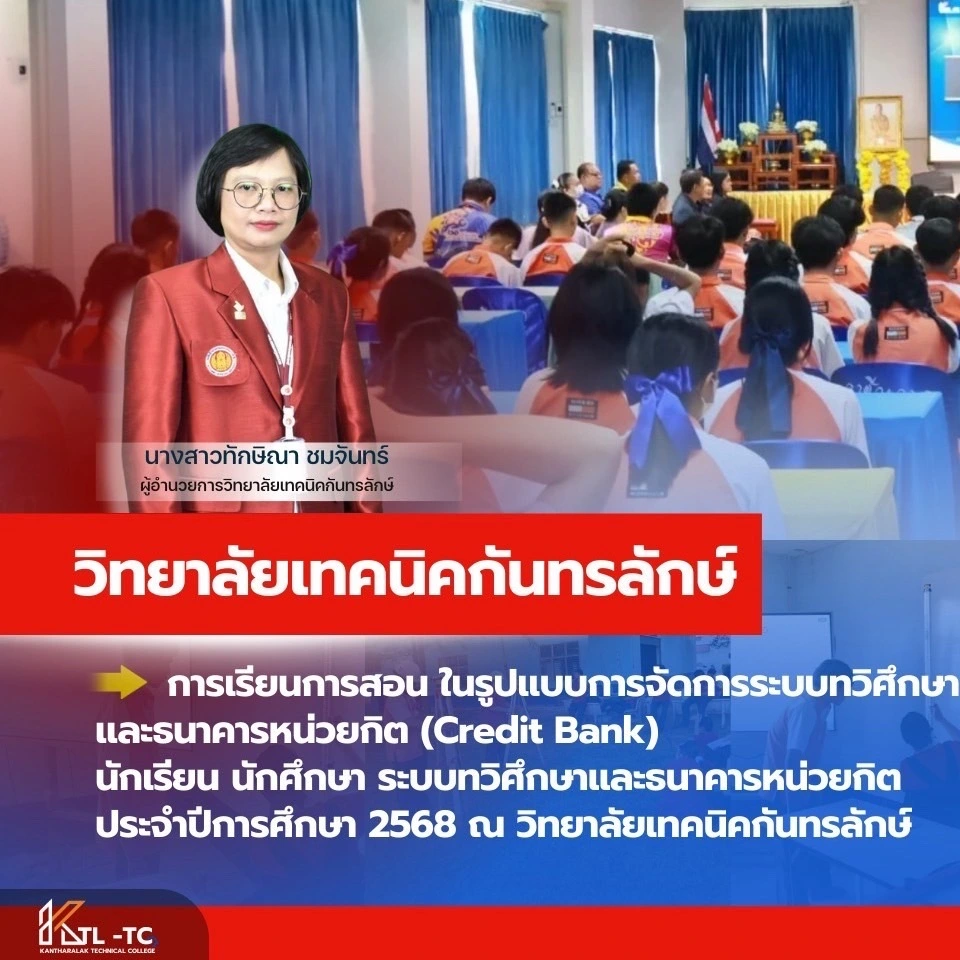 นางสาวทักษิณา ชมจันทร์
ผู้อำนวยการวิทยาลัยเทคนิคกันทรลักษ์
วิทยาลัยเทคนิคกันทรลักษ์
การเรียนการสอน ในรูปแบบการจัดการระบบทวิศึกษา
และธนาคารหน่วยกิต (Credit Bank)
นักเรียน นักศึกษา ระบบทวิศึกษาและธนาคารหน่วยกิต
ประจำปีการศึกษา 2568 ณ วิทยาลัยเทคนิคกันทรลักษ์
KTL -TC
KANTHARALAK TECHNICAL COLLEGE